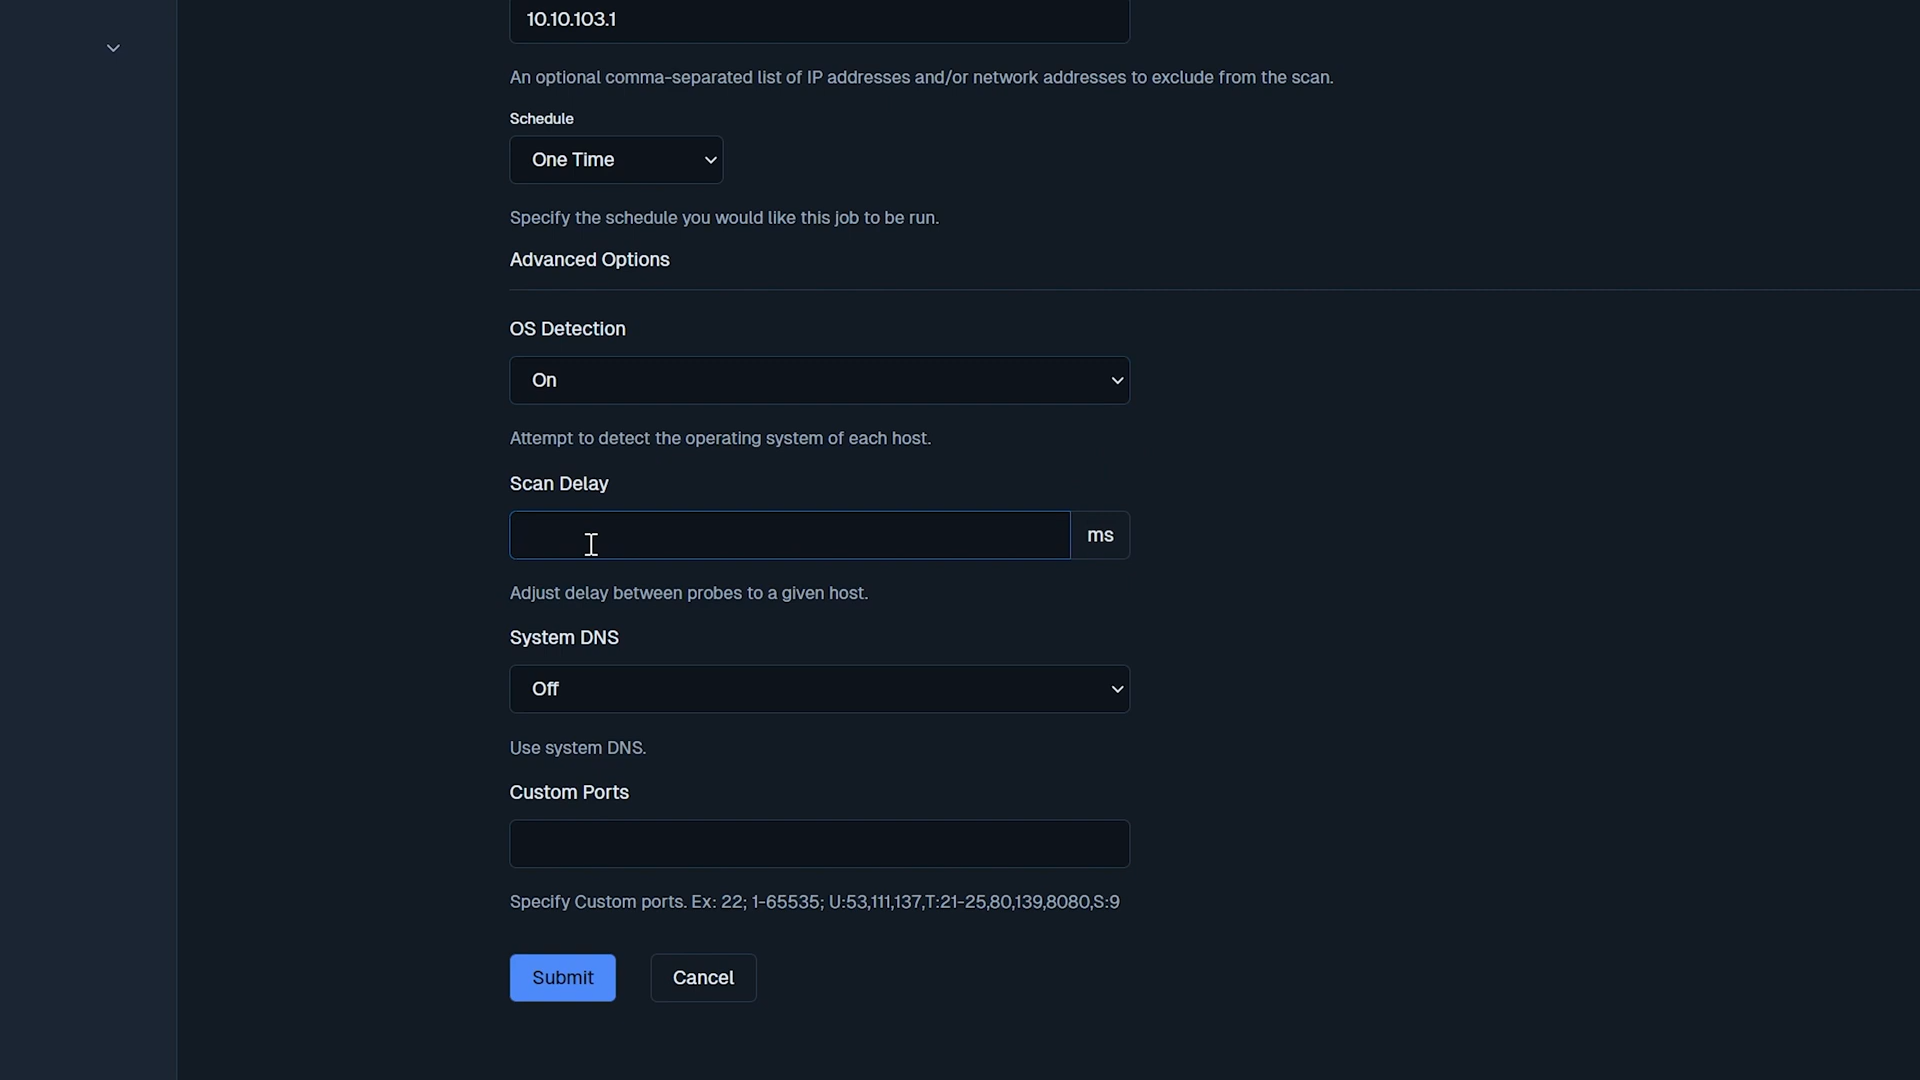 10.10.103.1
An optional comma-separated list of IP addresses and/or network addresses to exclude from the scan.
Schedule
One Time
Specify the schedule you would like this job to be run.
Advanced Options
OS Detection
On
Attempt to detect the operating system of each host.
Scan Delay
ms
Adjust delay between probes to a given host.
System DNS
Off
Use system DNS.
Custom Ports
Specify Custom ports. Ex: 22; 1-65535; U:53,111,137,T:21-25,80,139,8080,S:9
Submit
Cancel